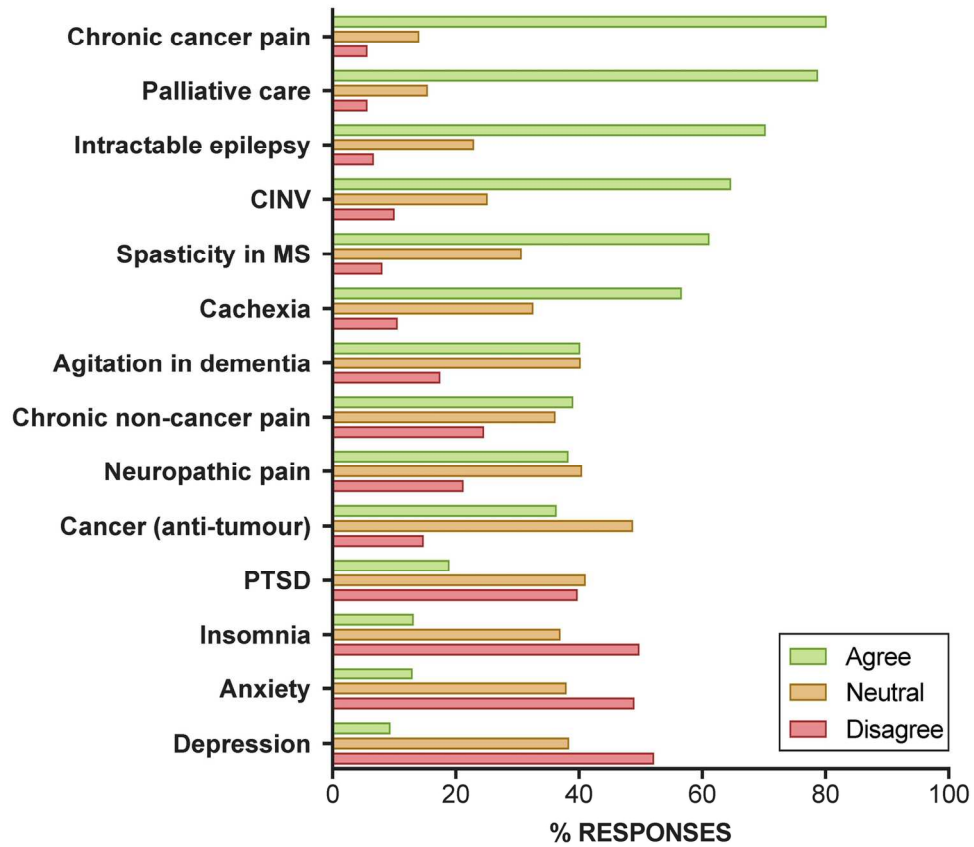 Chronic cancer pain
Palliative care
Intractable epilepsy
CINV
Spasticity in MS
Cachexia
Agitation in dementia
Chronic non-cancer pain
Neuropathic pain
Cancer (anti-tumour)
PTSD
Insomnia
Anxiety
Depression
Agree
Neutral
Disagree
0 20 40 60 80 100
% RESPONSES